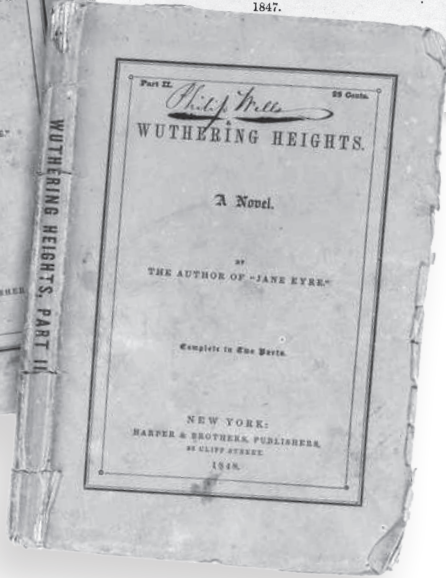 1847.
Part II.
25 Cents.
Philip Wells
WUTHERING HEIGHTS.
A Novel.
BY
THE AUTHOR OF "JANE EYRE."
Complete in Two Parts.
NEW YORK:
HARPER & BROTHERS, PUBLISHERS,
82 CLIFF STREET.
1848.
WUTHERING HEIGHTS, PART II